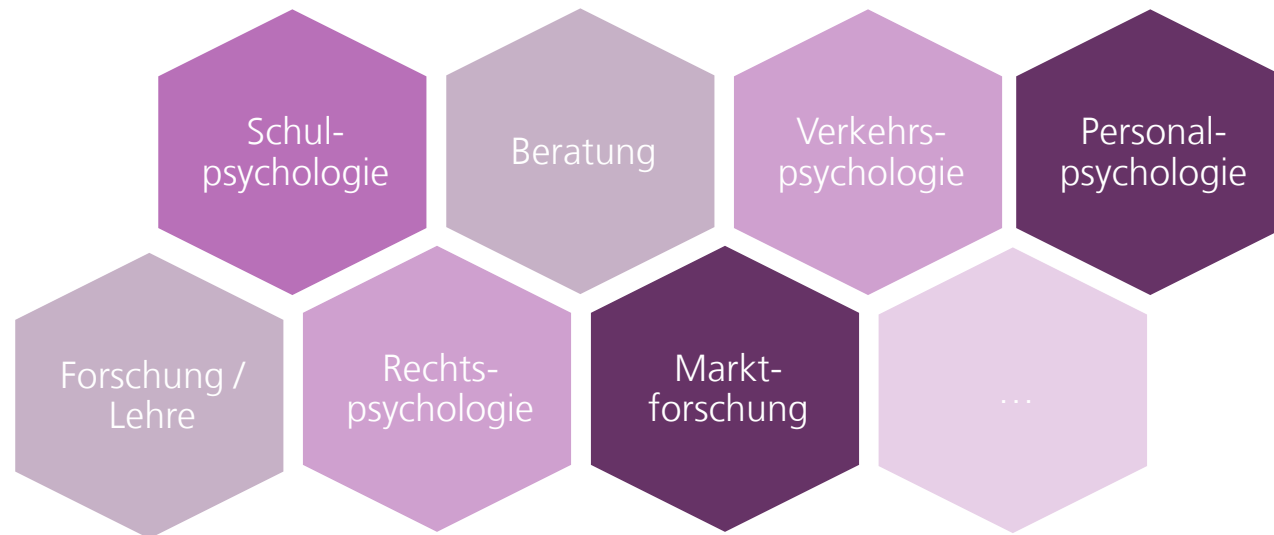 Schul-
psychologie
Beratung
Verkehrs-
psychologie
Personal-
psychologie
Forschung /
Lehre
Rechts-
psychologie
Markt-
forschung
...